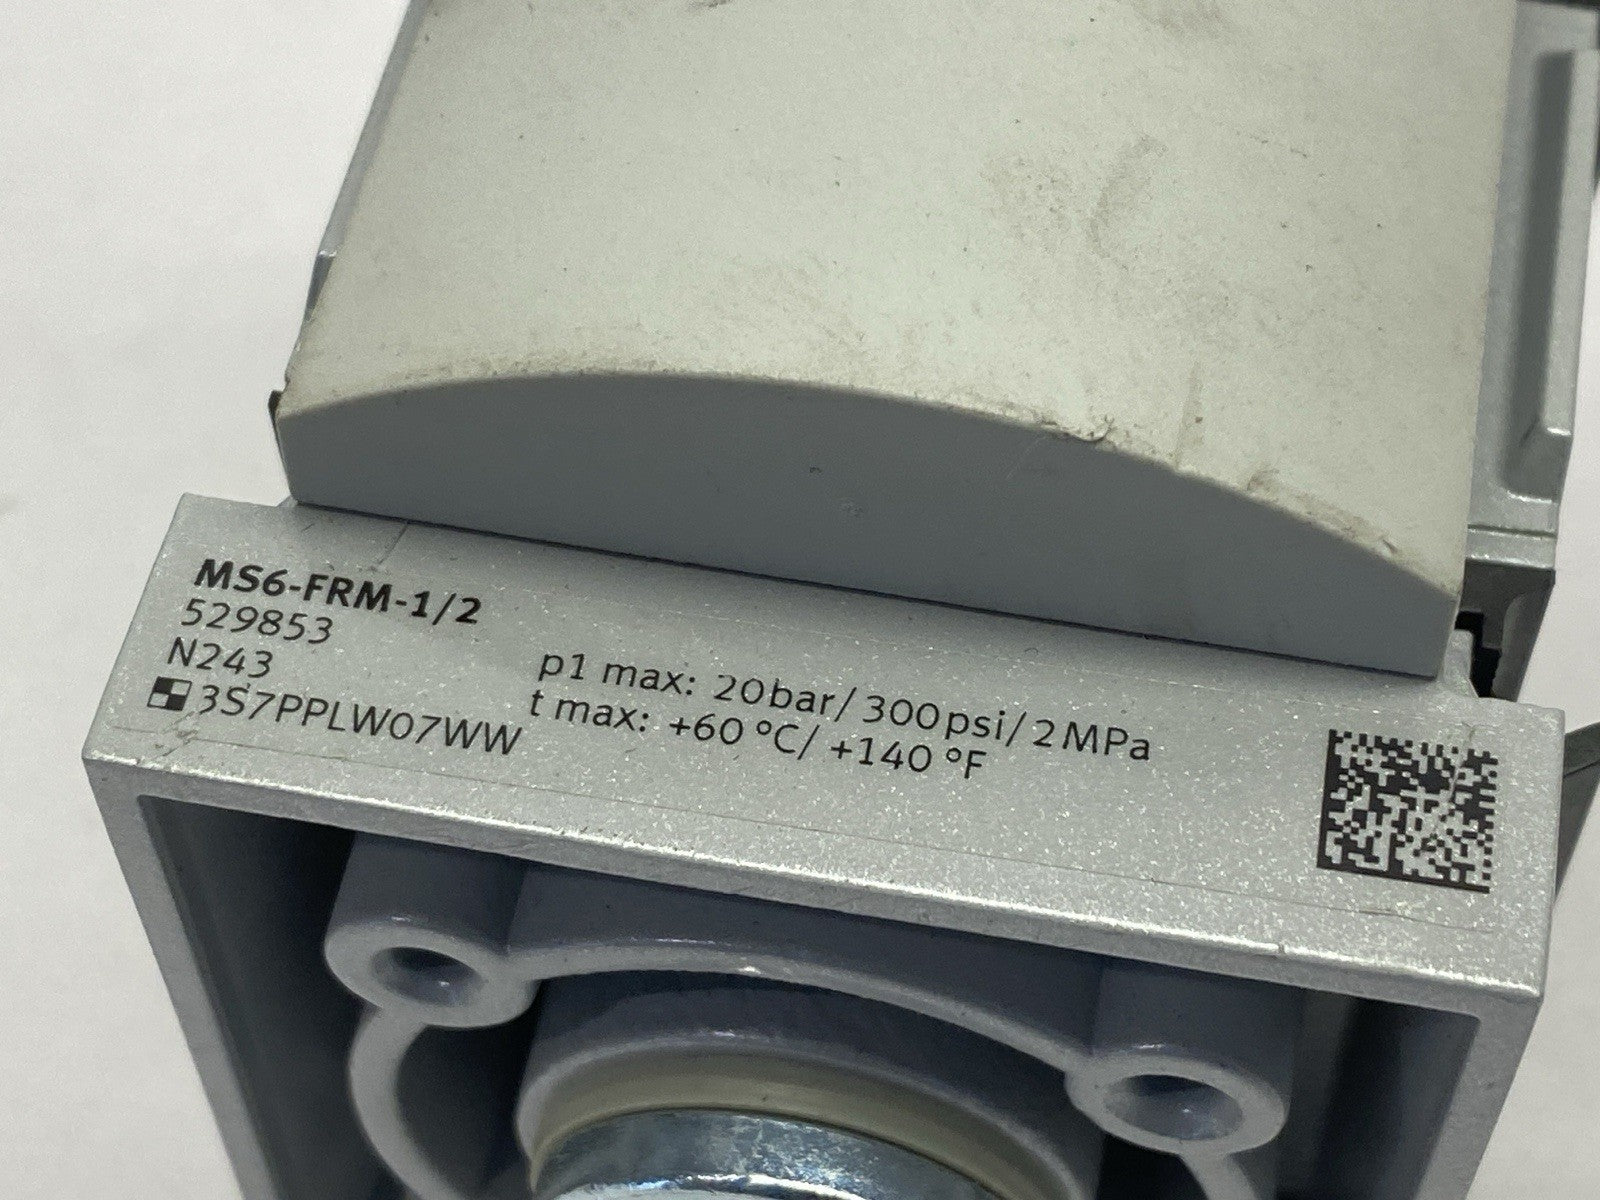 MS6-FRM-1/2
529853
N243
3S7PPLW07WW
p1 max: 20bar/300psi/2MPa
t max: +60 °C/ +140 °F